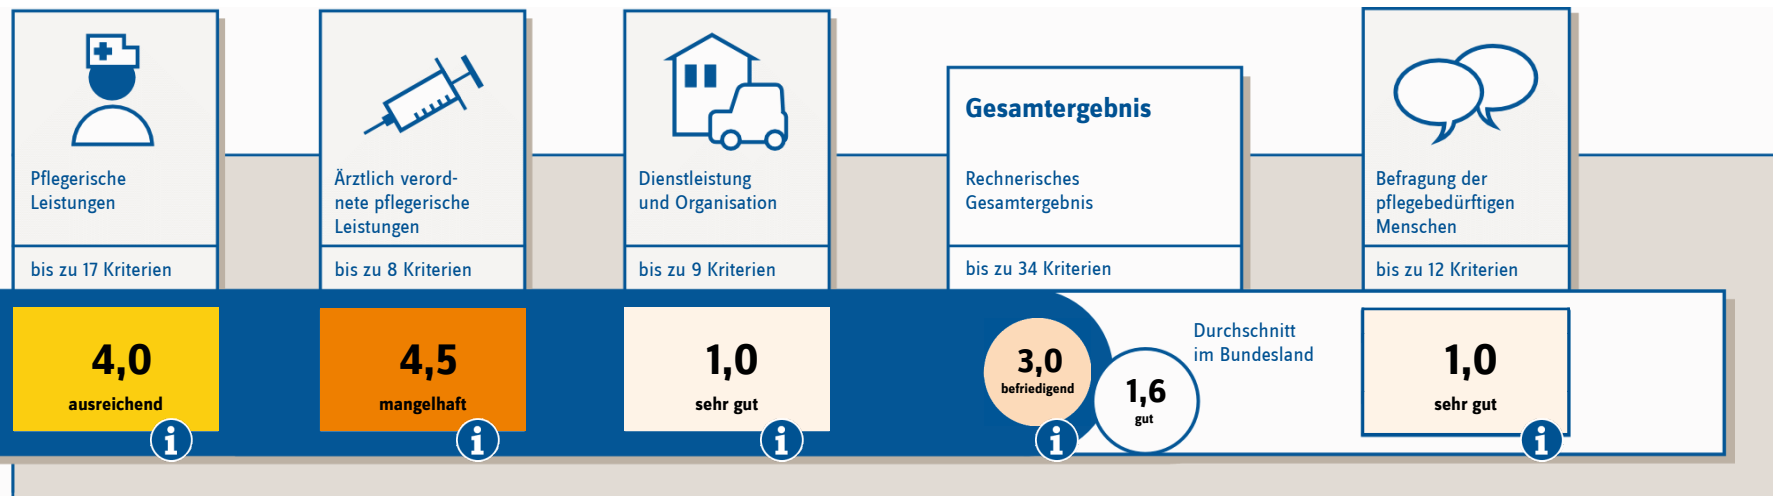 Pflegerische
Leistungen
bis zu 17 Kriterien
4,0
ausreichend
i
Ärztlich verord-
nete pflegerische
Leistungen
bis zu 8 Kriterien
4,5
mangelhaft
i
Dienstleistung
und Organisation
bis zu 9 Kriterien
1,0
sehr gut
i
Gesamtergebnis
Rechnerisches
Gesamtergebnis
bis zu 34 Kriterien
3,0
befriedigend
i
1,6
gut
Durchschnitt
im Bundesland
Befragung der
pflegebedürftigen
Menschen
bis zu 12 Kriterien
1,0
sehr gut
i